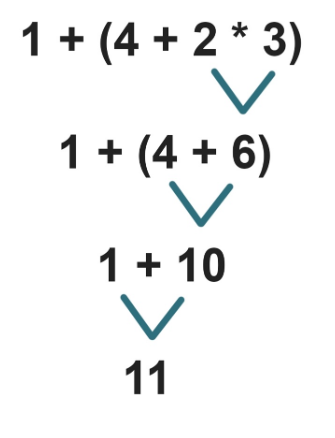 1 + (4 + 2 * 3)
1 + (4 + 6)
1 + 10
11